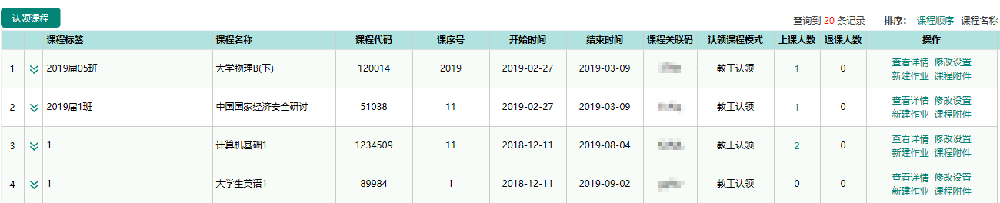 认领课程
查询到 20 条记录 排序： 课程顺序 课程名称
课程标签 课程名称 课程代码 课序号 开始时间 结束时间 课程关联码 认领课程模式 上课人数 退课人数 操作
1 2019届05班 大学物理B(下) 120014 2019 2019-02-27 2019-03-09 教工认领 1 0 查看详情 修改设置
新建作业 课程附件
2 2019届1班 中国国家经济安全研讨 51038 11 2019-02-27 2019-03-09 教工认领 1 0 查看详情 修改设置
新建作业 课程附件
3 1 计算机基础1 1234509 11 2018-12-11 2019-08-04 教工认领 2 0 查看详情 修改设置
新建作业 课程附件
4 1 大学生英语1 89984 1 2018-12-11 2019-09-02 教工认领 0 0 查看详情 修改设置
新建作业 课程附件